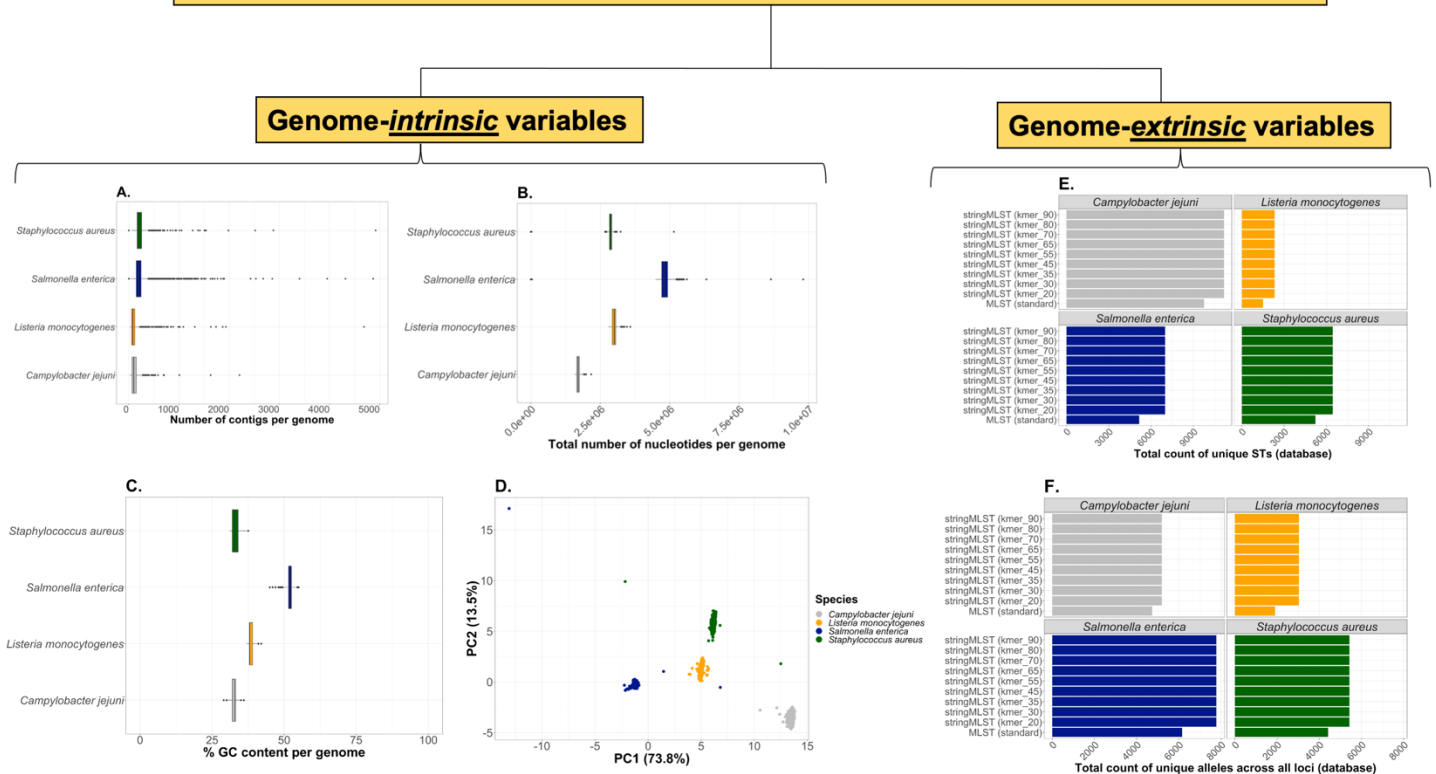 Genome-intrinsic variables
Genome-extrinsic variables
A.
Staphylococcus aureus
Salmonella enterica
Listeria monocytogenes
Campylobacter jejuni
0 1000 2000 3000 4000 5000
Number of contigs per genome
B.
Staphylococcus aureus
Salmonella enterica
Listeria monocytogenes
Campylobacter jejuni
0.0e+00 2.5e+06 5.0e+06 7.5e+06 1.0e+07
Total number of nucleotides per genome
E.
Campylobacter jejuni Listeria monocytogenes
stringMLST (kmer_90)
stringMLST (kmer_80)
stringMLST (kmer_70)
stringMLST (kmer_65)
stringMLST (kmer_55)
stringMLST (kmer_45)
stringMLST (kmer_35)
stringMLST (kmer_30)
stringMLST (kmer_20)
MLST (standard)
Salmonella enterica Staphylococcus aureus
stringMLST (kmer_90)
stringMLST (kmer_80)
stringMLST (kmer_70)
stringMLST (kmer_65)
stringMLST (kmer_55)
stringMLST (kmer_45)
stringMLST (kmer_35)
stringMLST (kmer_30)
stringMLST (kmer_20)
MLST (standard)
0 3000 6000 9000 0 3000 6000 9000
Total count of unique STs (database)
C.
Staphylococcus aureus
Salmonella enterica
Listeria monocytogenes
Campylobacter jejuni
0 25 50 75 100
% GC content per genome
D.
PC2 (13.5%)
15
10
5
0
-5
-10 -5 0 5 10 15
PC1 (73.8%)
Species
Campylobacter jejuni
Listeria monocytogenes
Salmonella enterica
Staphylococcus aureus
F.
Campylobacter jejuni Listeria monocytogenes
stringMLST (kmer_90)
stringMLST (kmer_80)
stringMLST (kmer_70)
stringMLST (kmer_65)
stringMLST (kmer_55)
stringMLST (kmer_45)
stringMLST (kmer_35)
stringMLST (kmer_30)
stringMLST (kmer_20)
MLST (standard)
Salmonella enterica Staphylococcus aureus
stringMLST (kmer_90)
stringMLST (kmer_80)
stringMLST (kmer_70)
stringMLST (kmer_65)
stringMLST (kmer_55)
stringMLST (kmer_45)
stringMLST (kmer_35)
stringMLST (kmer_30)
stringMLST (kmer_20)
MLST (standard)
0 2000 4000 6000 8000 0 2000 4000 6000 8000
Total count of unique alleles across all loci (database)